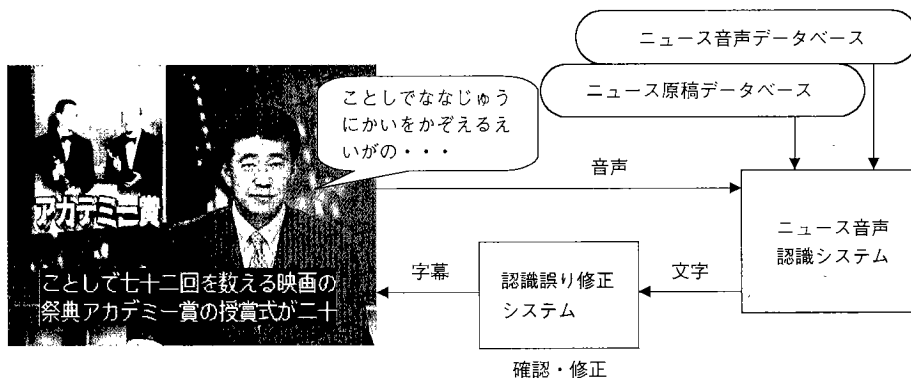 ニュース音声データベース
ニュース原稿データベース
ことしでななじゅう
にかいをかぞえるえ
いがの・・・
音声
アカデミー賞
ニュース音声
認識システム
字幕
認識誤り修正
システム
文字
ことしで七十二回を数える映画の
祭典アカデミー賞の授賞式が二十
確認・修正